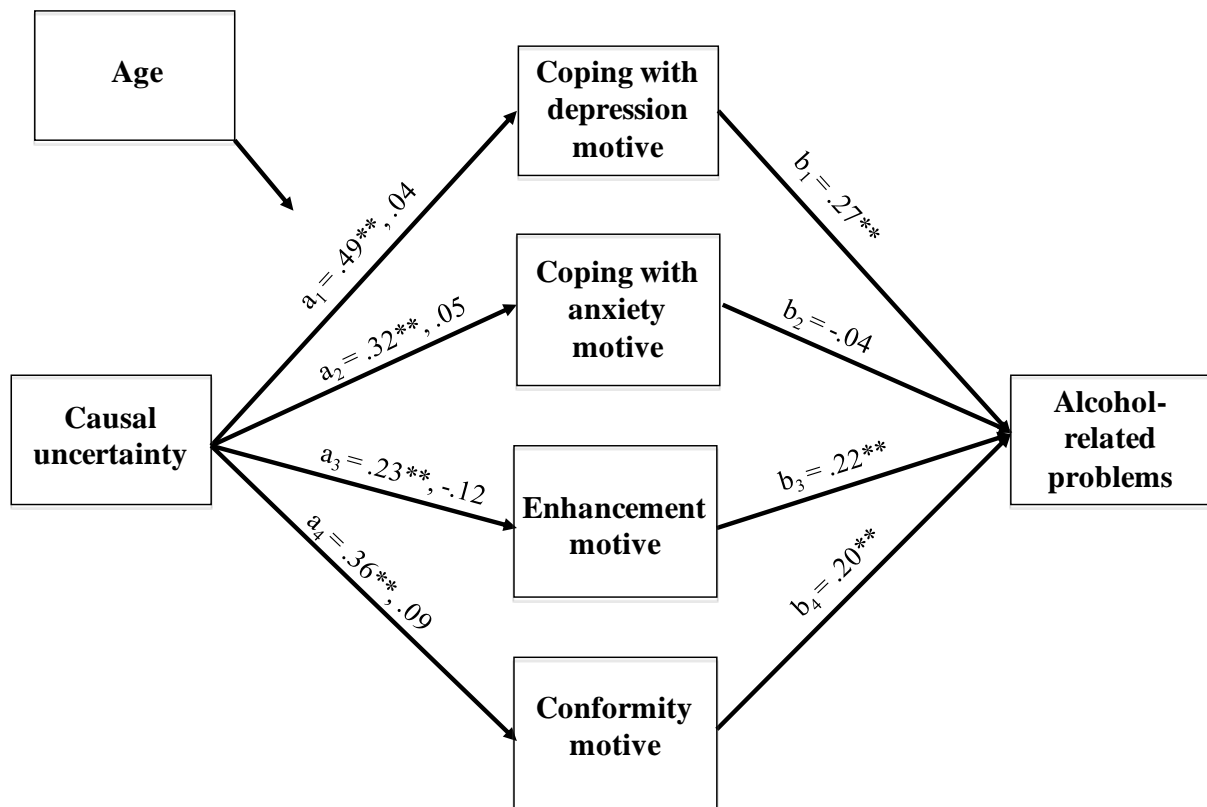 Age
Coping with
depression
motive
a₁ = .49** , .04
b₁ = .27**
Coping with
anxiety
motive
a₂ = .32** , .05
b₂ = -.04
Causal
uncertainty
Alcohol-
related
problems
a₃ = .23**, -.12
b₃ = .22**
Enhancement
motive
a₄ = .36**, .09
b₄ = .20**
Conformity
motive